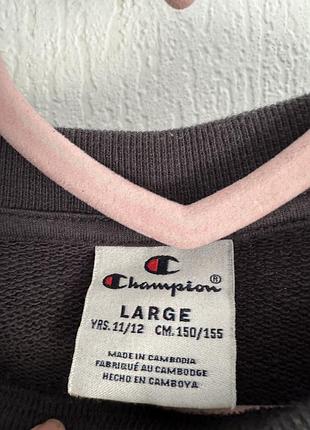 Champion®
LARGE
YRS. 11/12 CM. 150/155
MADE IN CAMBODIA
FABRIQUÉ AU CAMBODGE
HECHO EN CAMBOYA